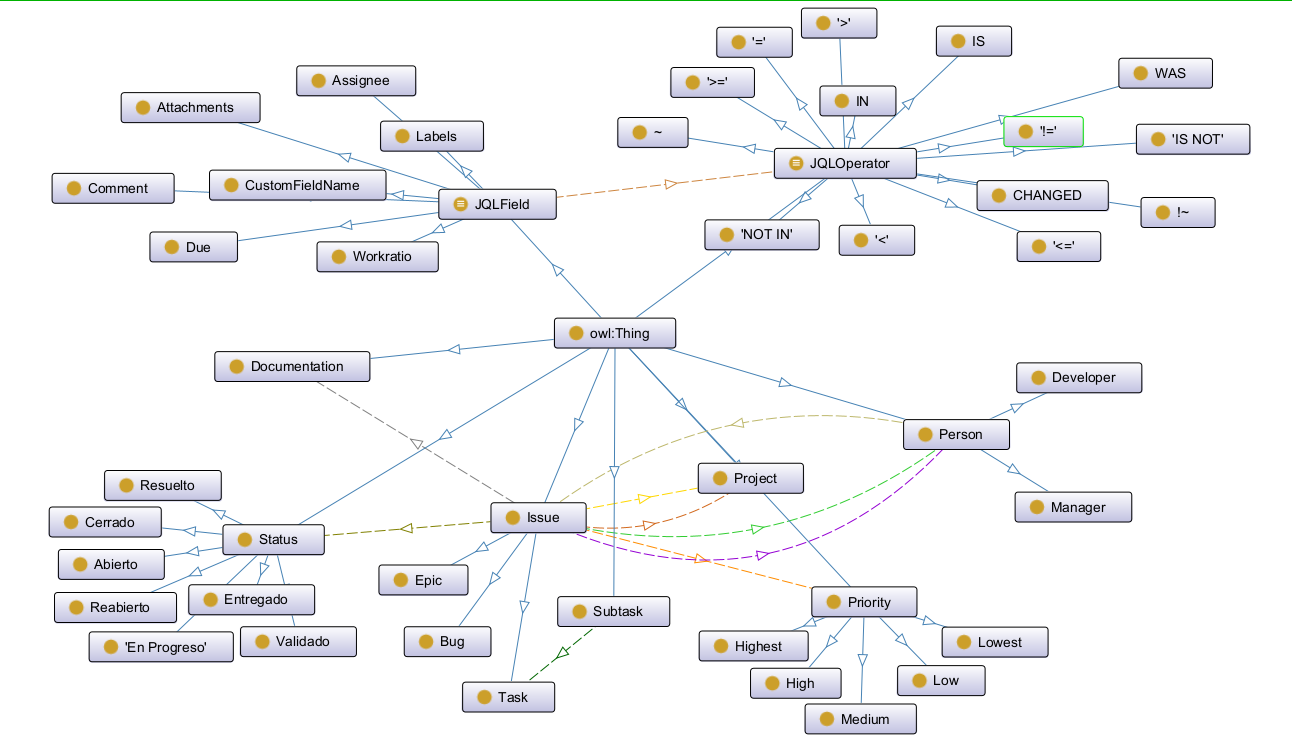 '>'
'='
IS
Assignee
WAS
'>='
IN
Attachments
Labels
~
'!='
'IS NOT'
JQLOperator
Comment
CustomFieldName
JQLField
CHANGED
!~
Due
Workratio
'NOT IN'
'<'
'<='
owl:Thing
Documentation
Developer
Person
Resuelto
Project
Manager
Cerrado
Issue
Status
Abierto
Epic
Reabierto
Entregado
Subtask
Priority
'En Progreso'
Validado
Bug
Highest
Lowest
High
Low
Task
Medium